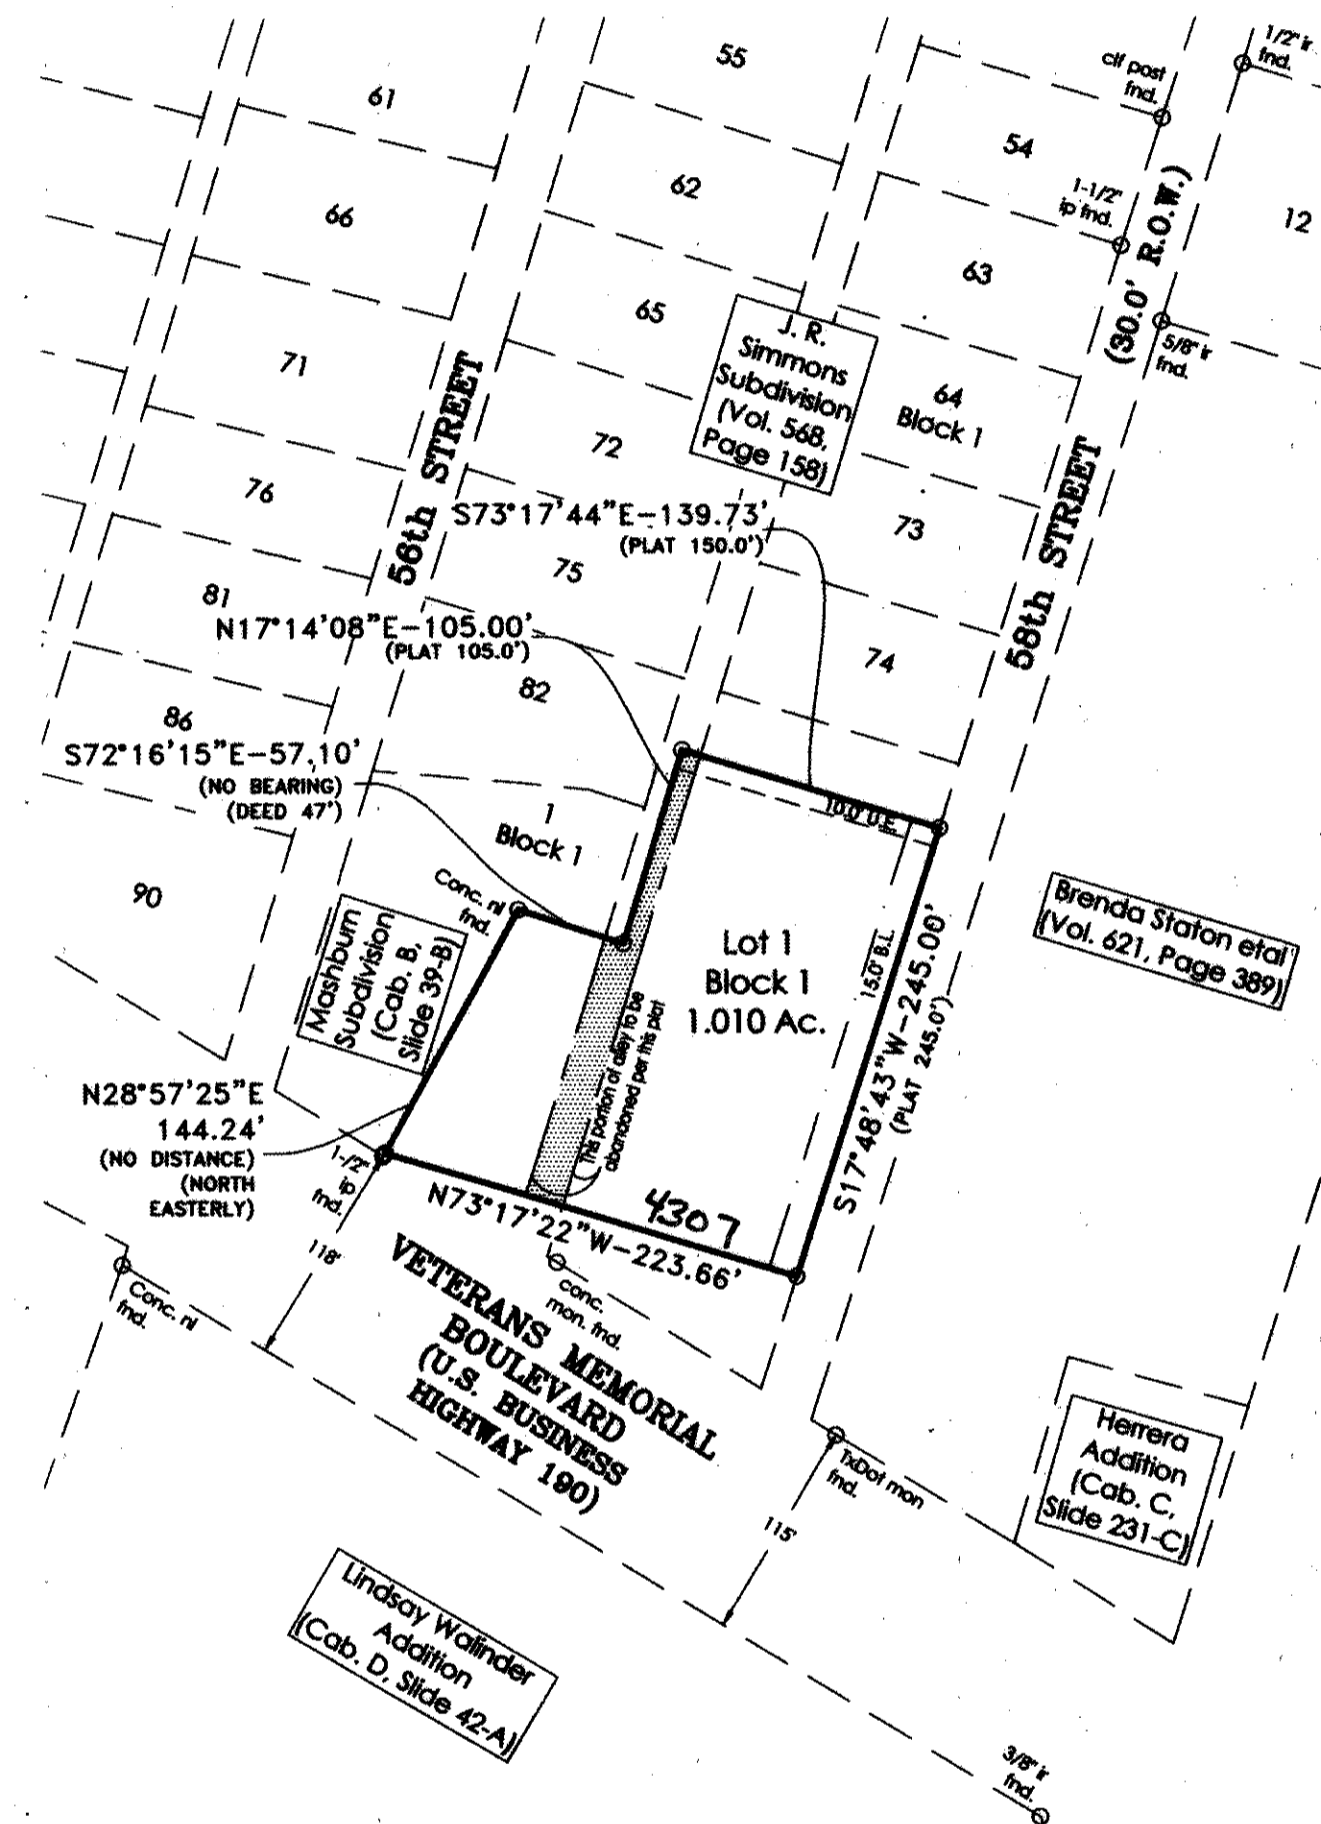 55
1/2" ir
fnd.
clf post
fnd.
61
54
62
1-1/2"
ip fnd.
66
12
63
(30.0' R.O.W.)
65
J. R.
Simmons
Subdivision
(Vol. 568,
Page 158)
5/8" ir
fnd.
71
64
Block 1
72
56th STREET
76
S73°17'44"E-139.73'
(PLAT 150.0')
73
58th STREET
75
81
N17°14'08"E-105.00'
(PLAT 105.0')
74
82
86
S72°16'15"E-57.10'
(NO BEARING)
(DEED 47')
1
Block 1
10.0' U.E.
90
Conc. nl
fnd.
Mashburn
Subdivision
(Cab. B,
Slide 39-B)
Lot 1
Block 1
1.010 Ac.
15.0' B.L.
Brenda Staton etal
(Vol. 621, Page 389)
S17°48'43"W-245.00'
(PLAT 245.0')
This portion of alley to be
abandoned per this plat
N28°57'25"E
144.24'
(NO DISTANCE)
(NORTH
EASTERLY)
1-/2"
ip
fnd.
N73°17'22"W-223.66'
4307
118'
Conc. nl
fnd.
conc.
mon. fnd.
VETERANS MEMORIAL
BOULEVARD
(U.S. BUSINESS
HIGHWAY 190)
TxDot mon
fnd.
115'
Herrera
Addition
(Cab. C,
Slide 231-C)
Lindsay Walinder
Addition
(Cab. D, Slide 42-A)
3/8" ir
fnd.